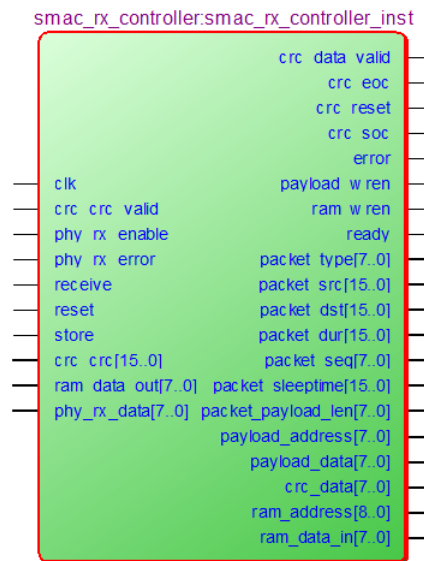 smac_rx_controller:smac_rx_controller_inst
crc data valid
crc eoc
crc reset
crc soc
error
clk payload w ren
crc crc valid ram w ren
phy rx enable ready
phy rx error packet type[7..0]
receive packet src[15..0]
reset packet dst[15..0]
store packet dur[15..0]
crc crc[15..0] packet seq[7..0]
ram data out[7..0] packet sleeptime[15..0]
phy_rx_data[7..0] packet_payload_len[7..0]
payload_address[7..0]
payload_data[7..0]
crc_data[7..0]
ram_address[8..0]
ram_data_in[7..0]